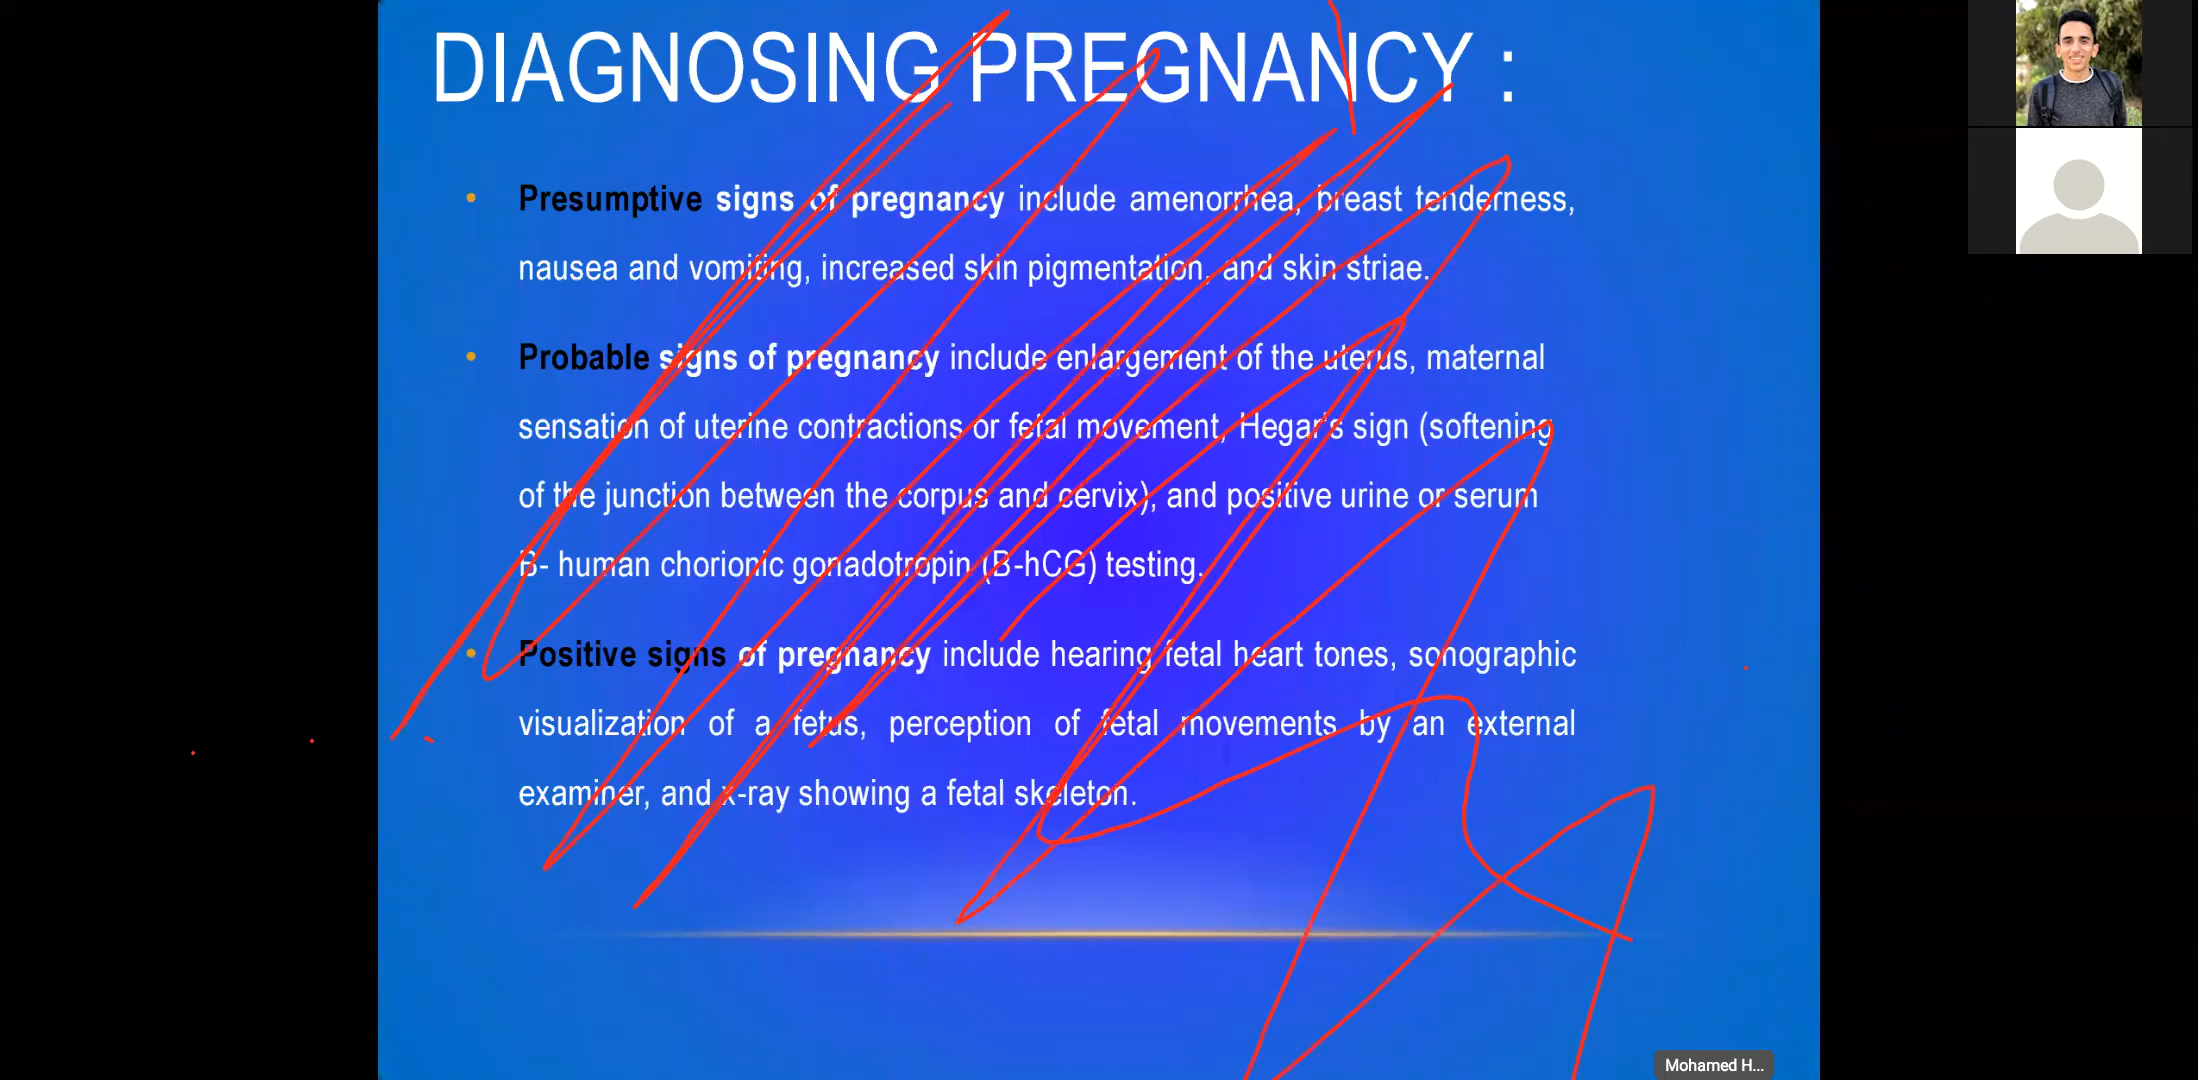 DIAGNOSING PREGNANCY :
• Presumptive signs of pregnancy include amenorrhea, breast tenderness,
nausea and vomiting, increased skin pigmentation, and skin striae.
• Probable signs of pregnancy include enlargement of the uterus, maternal
sensation of uterine contractions or fetal movement, Hegar's sign (softening
of the junction between the corpus and cervix), and positive urine or serum
B- human chorionic gonadotropin (B-hCG) testing.
• Positive signs of pregnancy include hearing fetal heart tones, sonographic
visualization of a fetus, perception of fetal movements by an external
examiner, and x-ray showing a fetal skeleton.
Mohamed H...